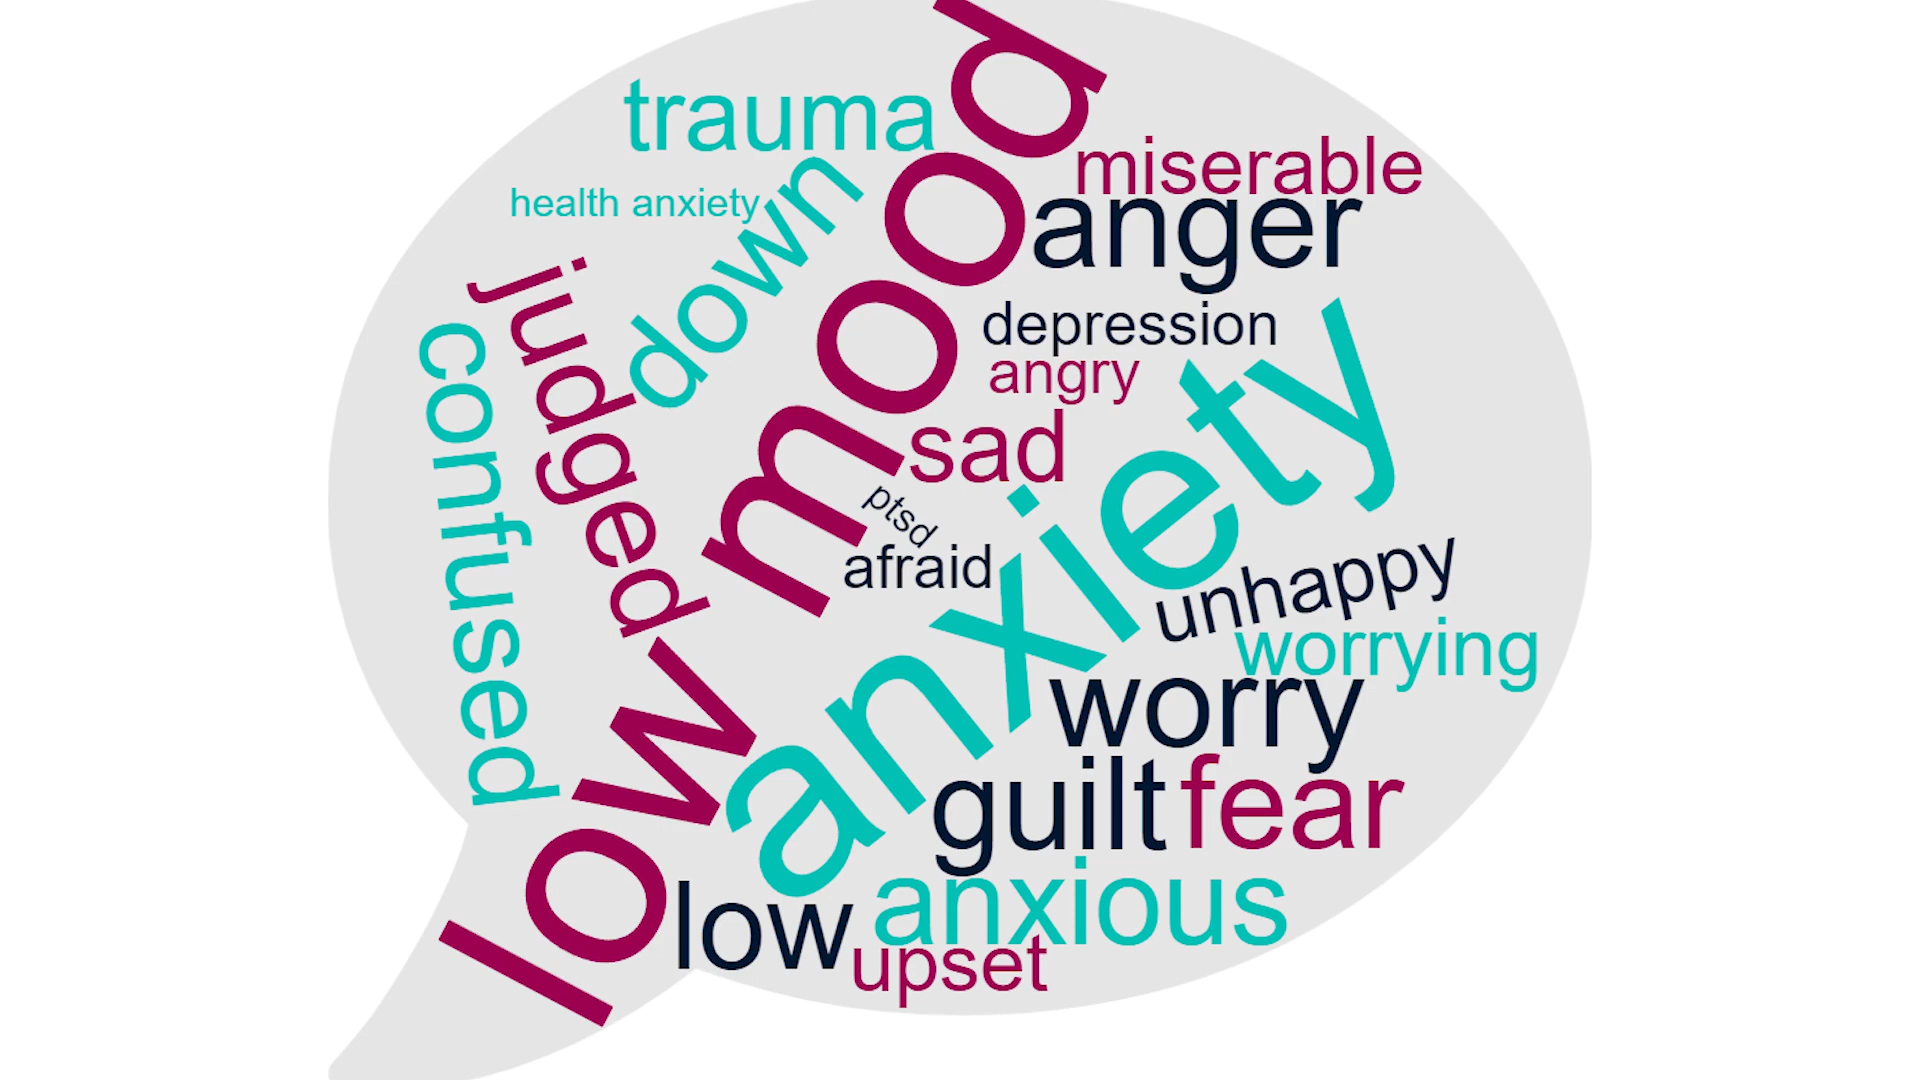 trauma
miserable
health anxiety
down
anger
low mood
judged
confused
depression
angry
sad
ptsd
afraid
anxiety
unhappy
worrying
worry
guilt
fear
anxious
low
upset